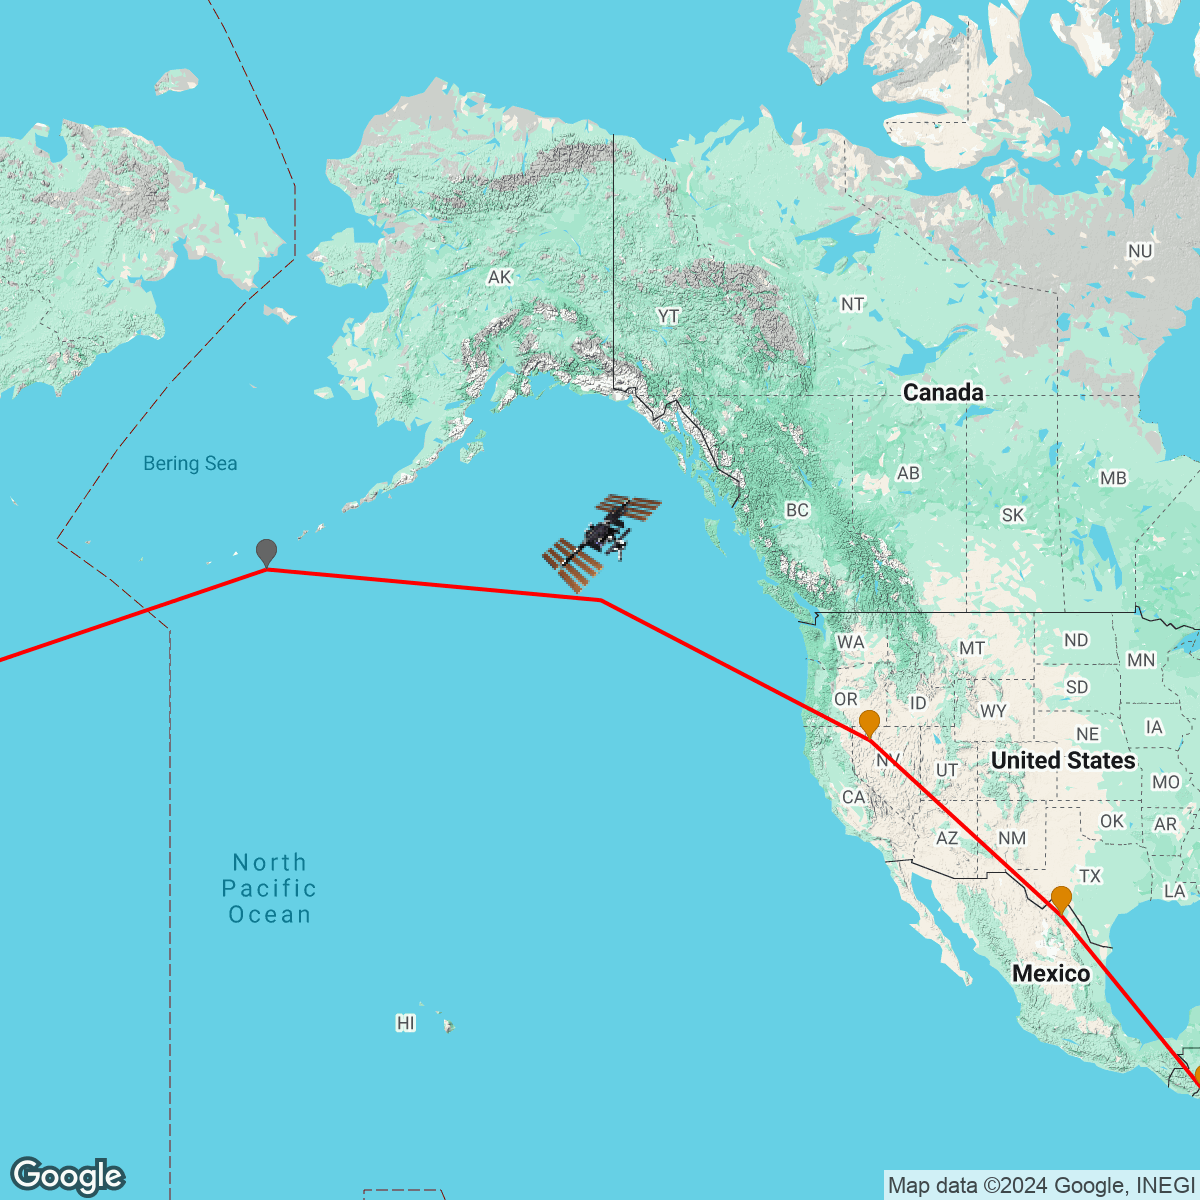 NU
AK
NT
YT
Canada
Bering Sea
AB
MB
BC
SK
WA
MT
ND
MN
SD
OR
ID
WY
IA
NE
NV
UT
United States
MO
CA
OK
AR
AZ
NM
TX
LA
North
Pacific
Ocean
Mexico
HI
Google
Map data ©2024 Google, INEGI